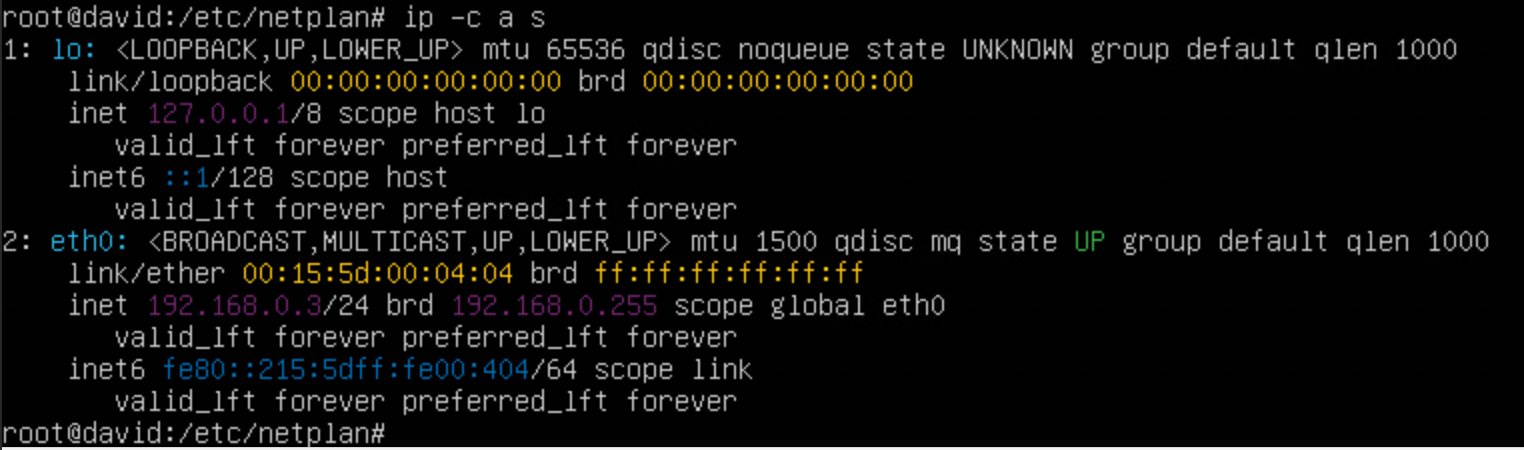 root@david:/etc/netplan# ip -c a s
1: lo: <LOOPBACK,UP,LOWER_UP> mtu 65536 qdisc noqueue state UNKNOWN group default qlen 1000
    link/loopback 00:00:00:00:00:00 brd 00:00:00:00:00:00
    inet 127.0.0.1/8 scope host lo
       valid_lft forever preferred_lft forever
    inet6 ::1/128 scope host
       valid_lft forever preferred_lft forever
2: eth0: <BROADCAST,MULTICAST,UP,LOWER_UP> mtu 1500 qdisc mq state UP group default qlen 1000
    link/ether 00:15:5d:00:04:04 brd ff:ff:ff:ff:ff:ff
    inet 192.168.0.3/24 brd 192.168.0.255 scope global eth0
       valid_lft forever preferred_lft forever
    inet6 fe80::215:5dff:fe00:404/64 scope link
       valid_lft forever preferred_lft forever
root@david:/etc/netplan#